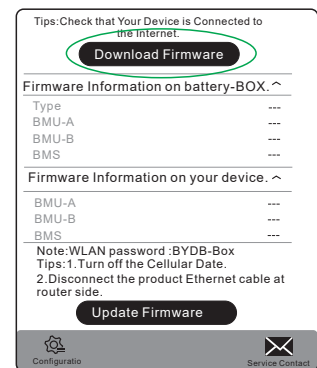 Tips:Check that Your Device is Connected to
the Internet.
Download Firmware
Firmware Information on battery-BOX.
Type ---
BMU-A ---
BMU-B ---
BMS ---
Firmware Information on your device.
BMU-A ---
BMU-B ---
BMS ---
Note:WLAN password :BYDB-Box
Tips:1.Turn off the Cellular Date.
2.Disconnect the product Ethernet cable at
router side.
Update Firmware
Configuratio Service Contact